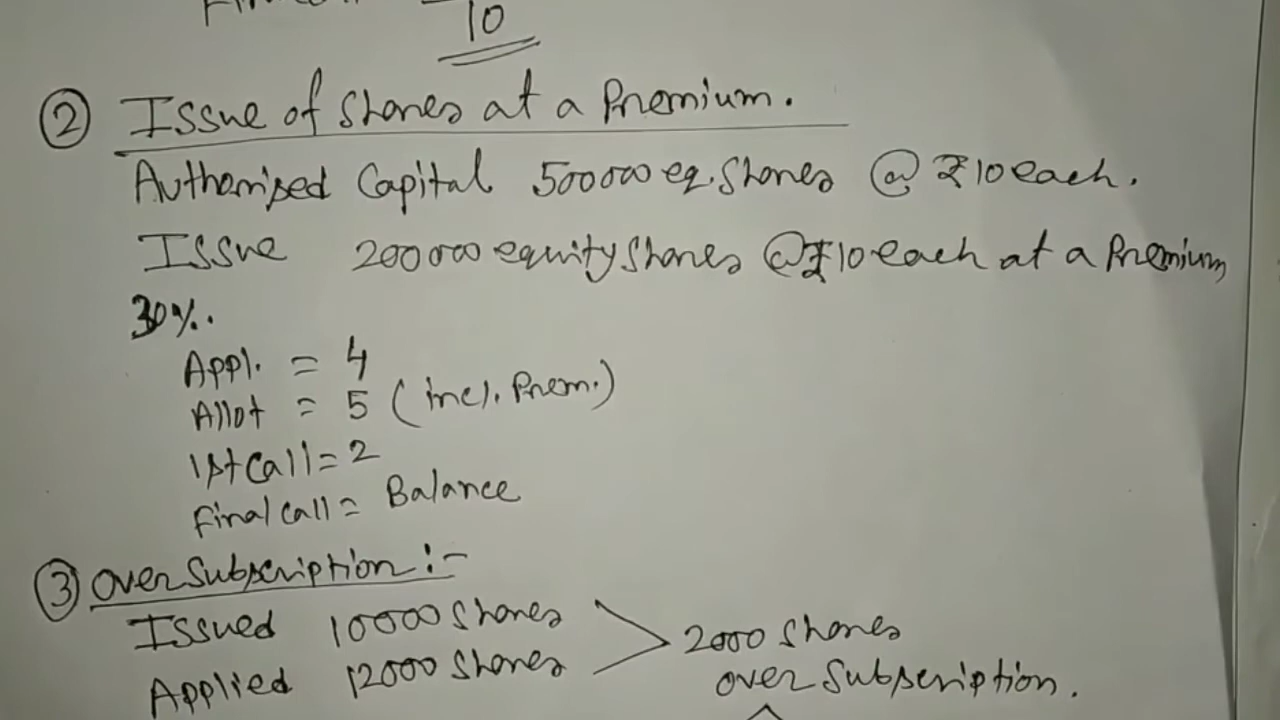 10
② Issue of Shares at a Premium.
Authorised Capital 500000 eq. Shares @ ₹10 each.
Issue 200000 equity Shares @ ₹10 each at a Premium
30%.
Appl. = 4
Allot = 5 (incl. Prem.)
1st Call = 2
Final Call = Balance
③ Over Subscription :-
Issued 10000 Shares
Applied 12000 Shares
2000 Shares
over Subscription.